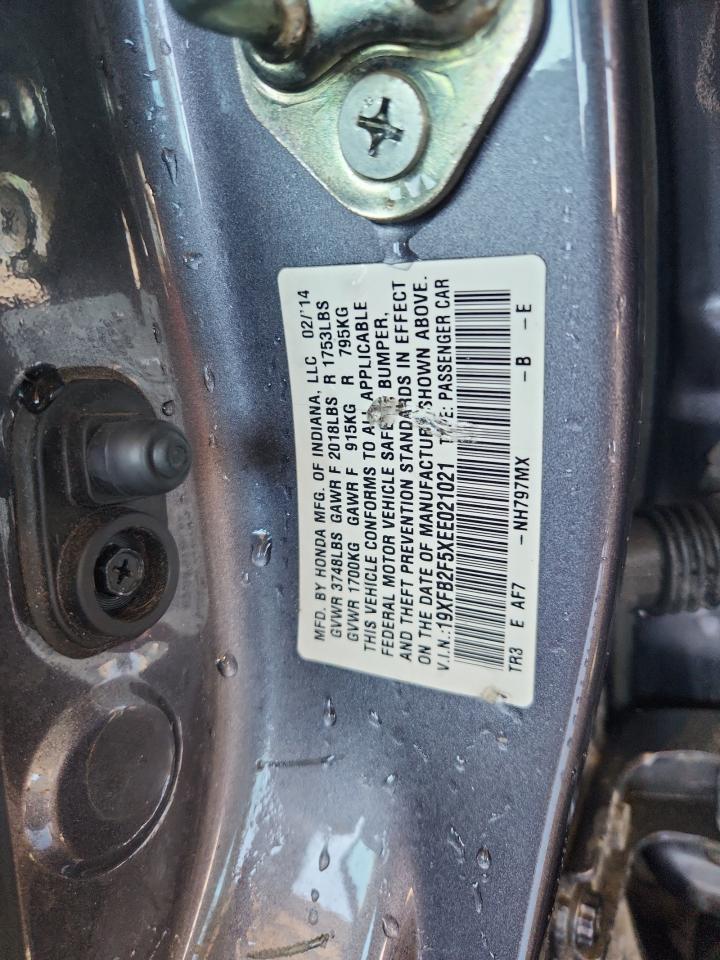 MFD. BY HONDA MFG. OF INDIANA, LLC 02/'14
GVWR 3748LBS GAWR F 2018LBS R 1753LBS
GVWR 1700KG GAWR F 915KG R 795KG
THIS VEHICLE CONFORMS TO ALL APPLICABLE
FEDERAL MOTOR VEHICLE SAFETY BUMPER,
AND THEFT PREVENTION STANDARDS IN EFFECT
ON THE DATE OF MANUFACTURE SHOWN ABOVE.
V.I.N.: 19XFB2F5XEE021021 TYPE: PASSENGER CAR
TR3 E AF7 -NH797MX -B -E